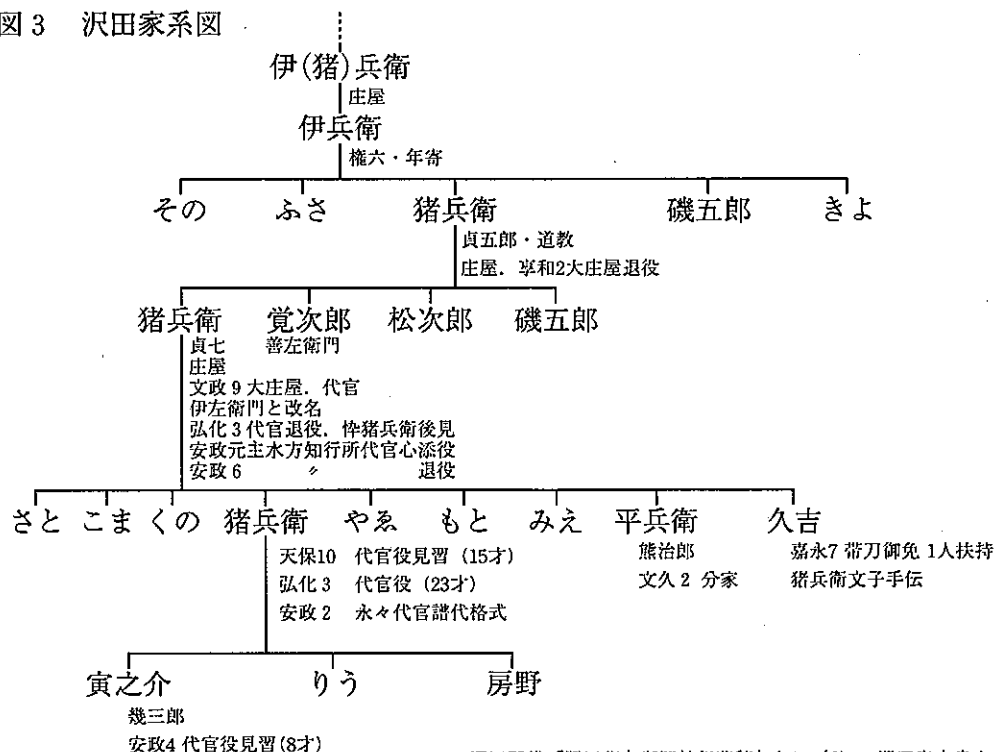 図3 沢田家系図
伊(猪)兵衛
庄屋
伊兵衛
権六・年寄
その ふさ 猪兵衛 磯五郎 きよ
貞五郎・道教
庄屋．享和2大庄屋退役
猪兵衛 覚次郎 松次郎 磯五郎
貞七 善左衛門
庄屋
文政9大庄屋．代官
伊左衛門と改名
弘化3代官退役．忰猪兵衛後見
安政元主水方知行所代官心添役
安政6 〃 退役
さと こま くの 猪兵衛 やゑ もと みえ 平兵衛 久吉
天保10 代官役見習(15才) 熊治郎 嘉永7帯刀御免1人扶持
弘化3 代官役(23才) 文久2 分家 猪兵衛文子手伝
安政2 永々代官譜代格式
寅之介 りう 房野
幾三郎
安政4代官役見習(8才)